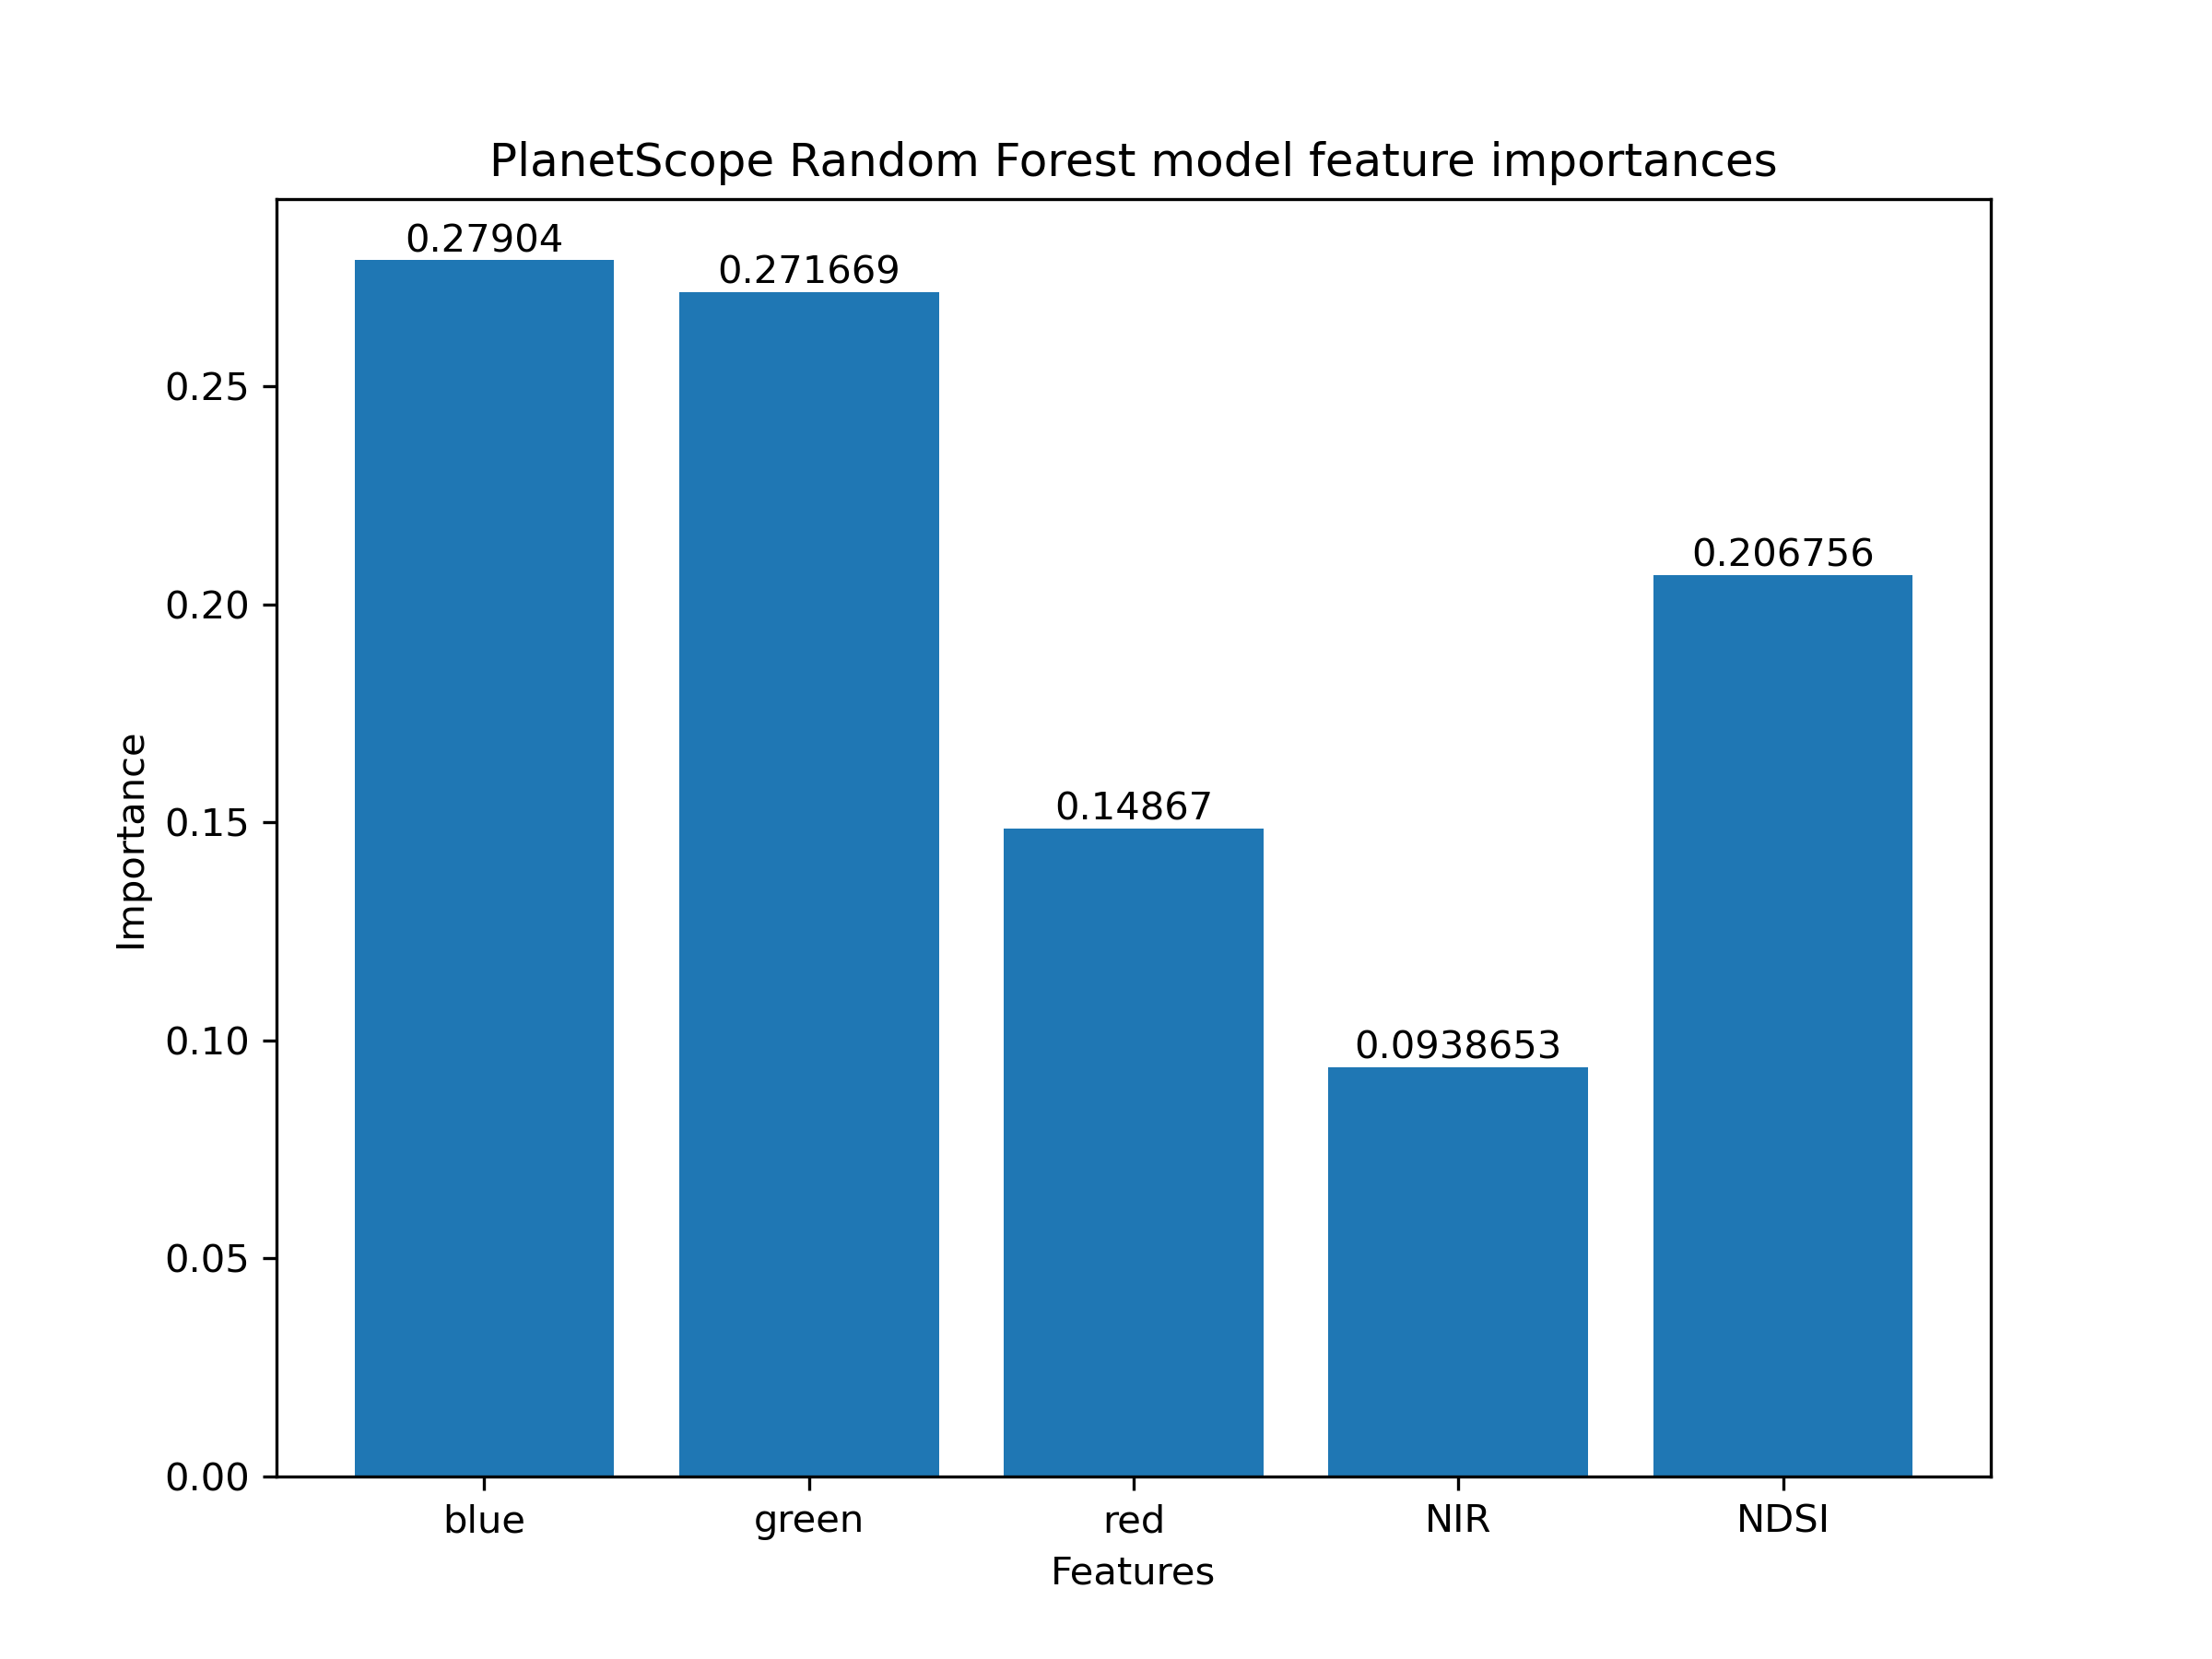 PlanetScope Random Forest model feature importances
0.27904
0.271669
0.14867
0.0938653
0.206756
Importance
0.25
0.20
0.15
0.10
0.05
0.00
blue green red NIR NDSI
Features